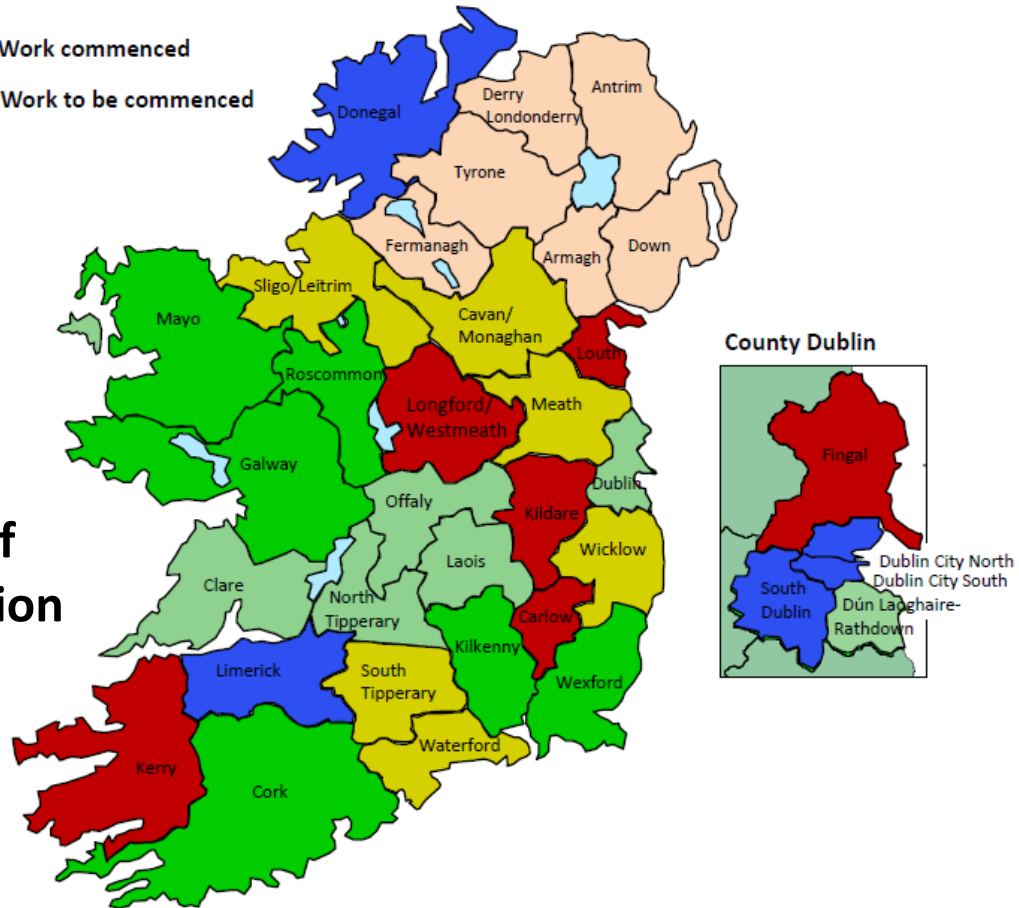 Work commenced
Work to be commenced
Donegal
Derry
Londonderry
Antrim
Tyrone
Fermanagh
Armagh
Down
Sligo/Leitrim
Mayo
Cavan/
Monaghan
Louth
Roscommon
Longford/
Westmeath
Meath
Galway
Offaly
Dublin
Kildare
f
ion
Clare
Laois
Wicklow
North
Tipperary
Carlow
Kilkenny
Limerick
South
Tipperary
Wexford
Waterford
Kerry
Cork
County Dublin
Fingal
Dublin City North
Dublin City South
South
Dublin
Dún Laoghaire-
Rathdown